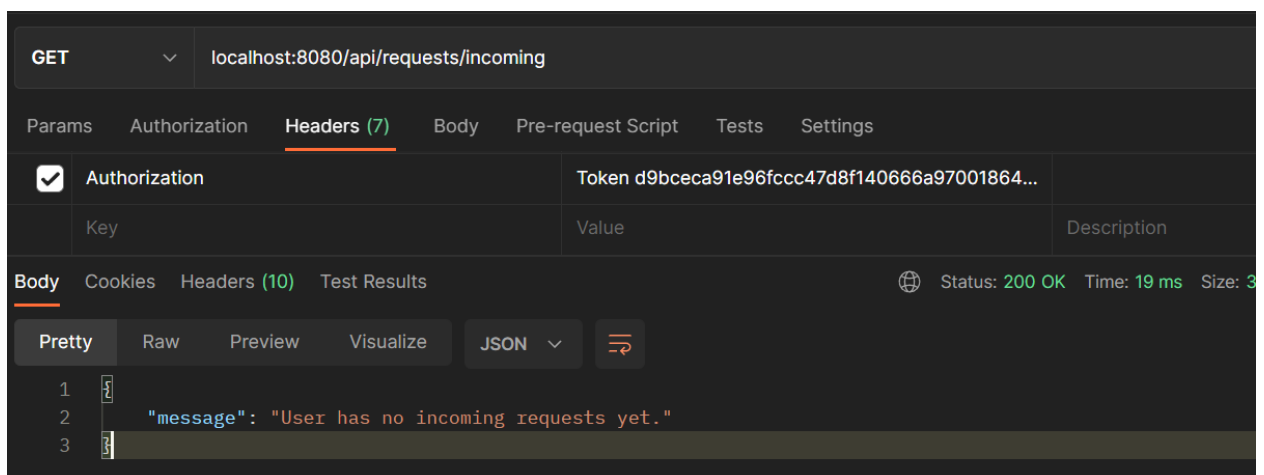 GET localhost:8080/api/requests/incoming
Params Authorization Headers (7) Body Pre-request Script Tests Settings
Authorization Token d9bceca91e96fccc47d8f140666a97001864...
Key Value Description
Body Cookies Headers (10) Test Results Status: 200 OK Time: 19 ms Size: 3
Pretty Raw Preview Visualize JSON
1 {
2 "message": "User has no incoming requests yet."
3 }